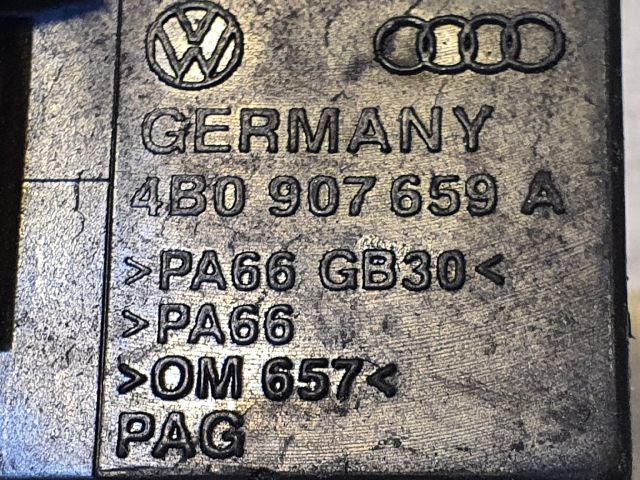 GERMANY
4B0 907 659 A
>PA66 GB30<
>PA66
>OM 657<
PAG